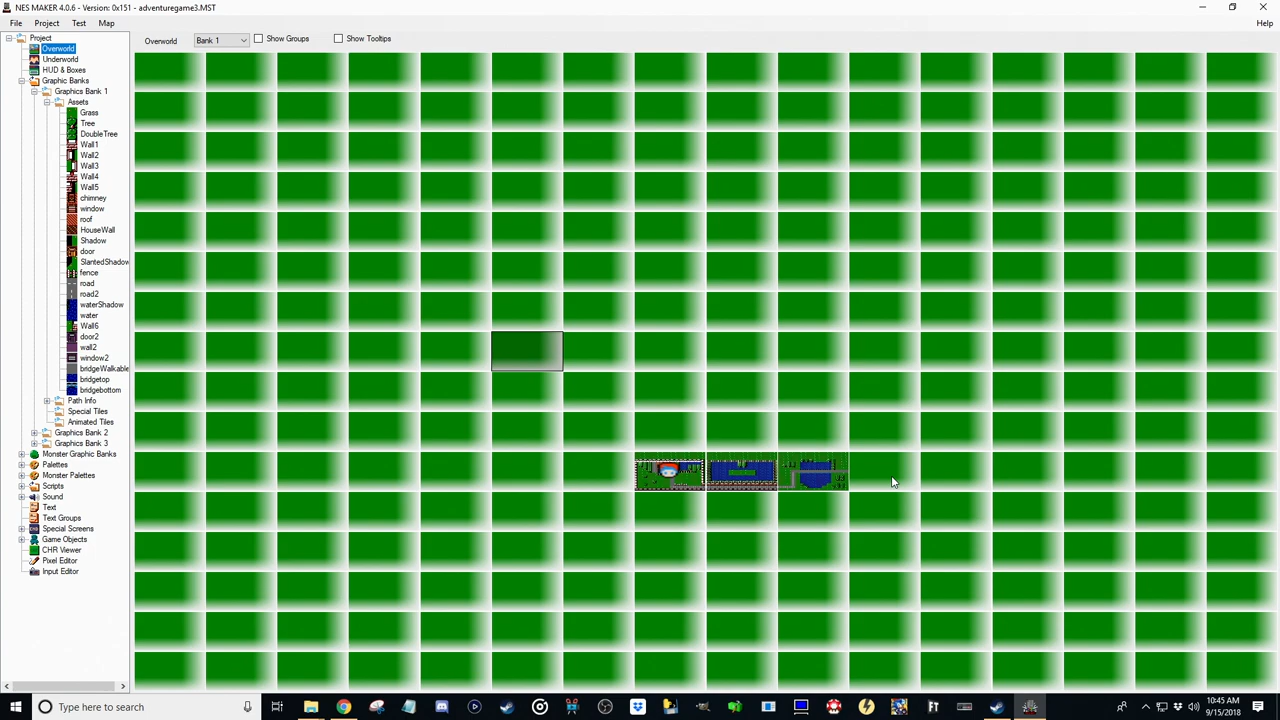 NES MAKER 4.0.6 - Version: 0x151 - adventuregame3.MST
File Project Test Map Help
Project
Overworld
Underworld
HUD & Boxes
Graphic Banks
Graphics Bank 1
Assets
Grass
Tree
DoubleTree
Wall1
Wall2
Wall3
Wall4
Wall5
chimney
window
roof
HouseWall
Shadow
door
SlantedShadow
fence
road
road2
waterShadow
water
Wall6
door2
wall2
window2
bridgeWalkable
bridgetop
bridgebottom
Path Info
Special Tiles
Animated Tiles
Graphics Bank 2
Graphics Bank 3
Monster Graphic Banks
Palettes
Monster Palettes
Scripts
Sound
Text
Text Groups
Special Screens
Game Objects
CHR Viewer
Pixel Editor
Input Editor
Overworld Bank 1 Show Groups Show Tooltips
Type here to search
10:45 AM
9/15/2018